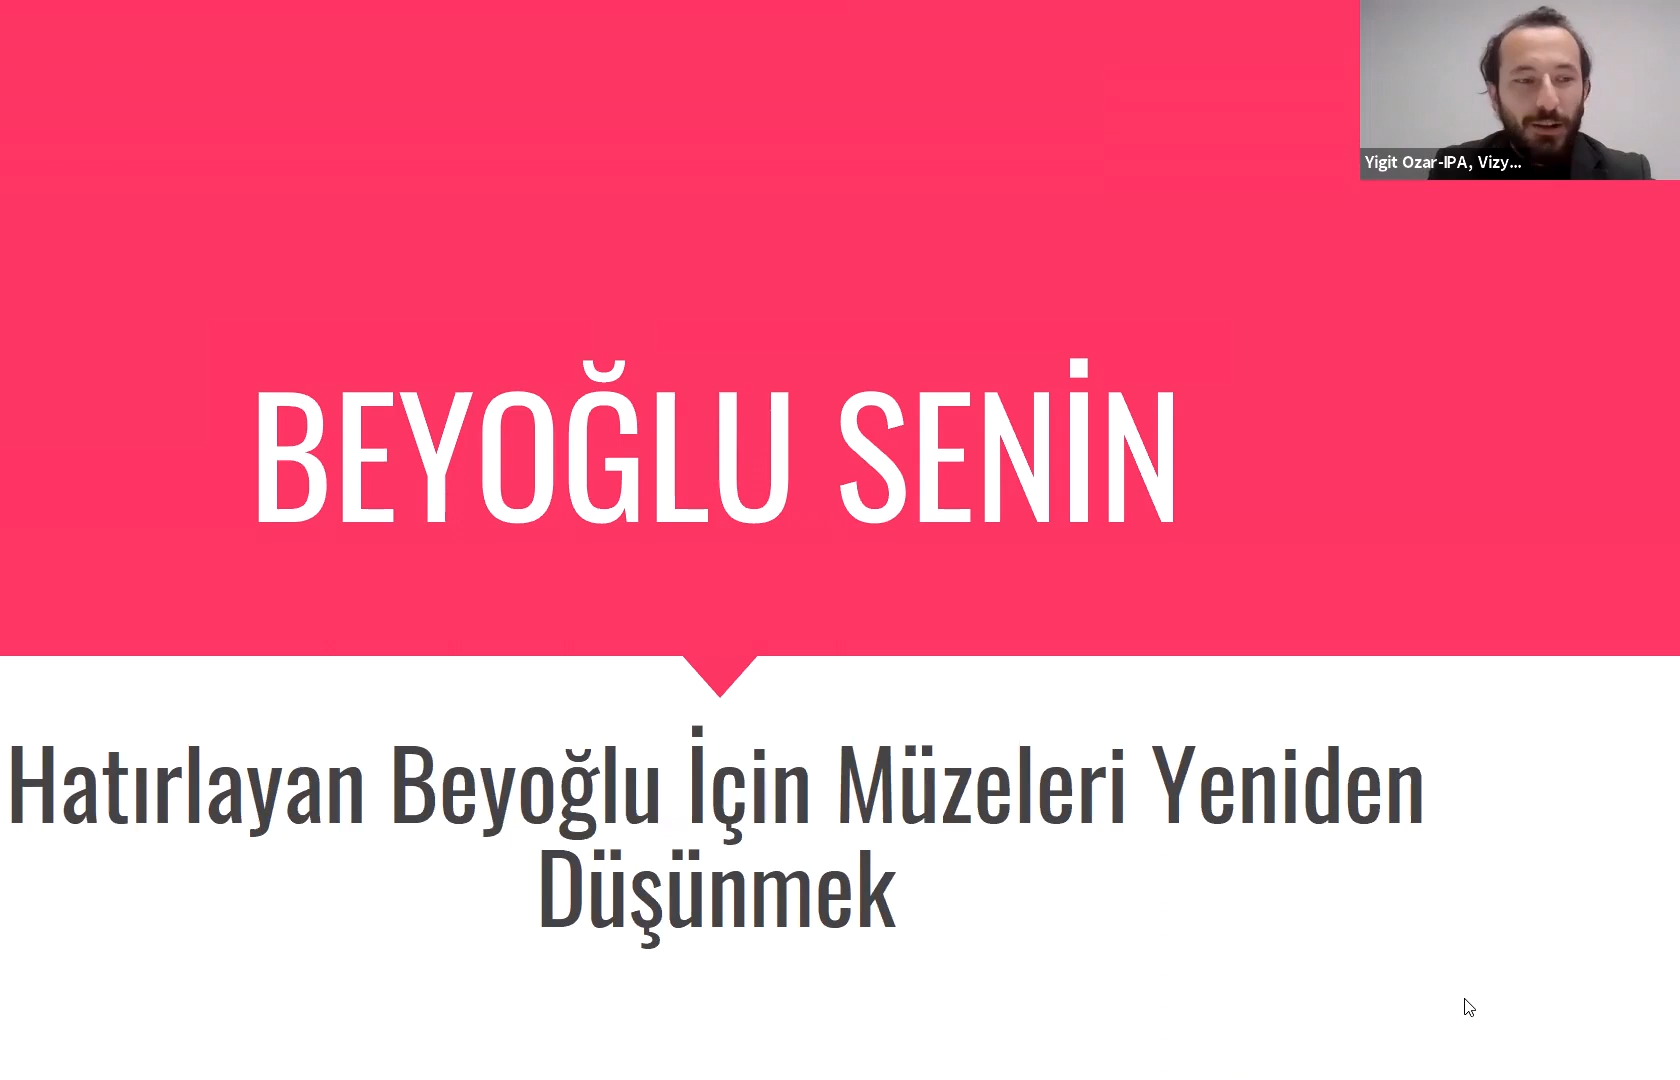 Yigit Ozar-IPA, Vizy...
BEYOĞLU SENİN
Hatırlayan Beyoğlu İçin Müzeleri Yeniden
Düşünmek